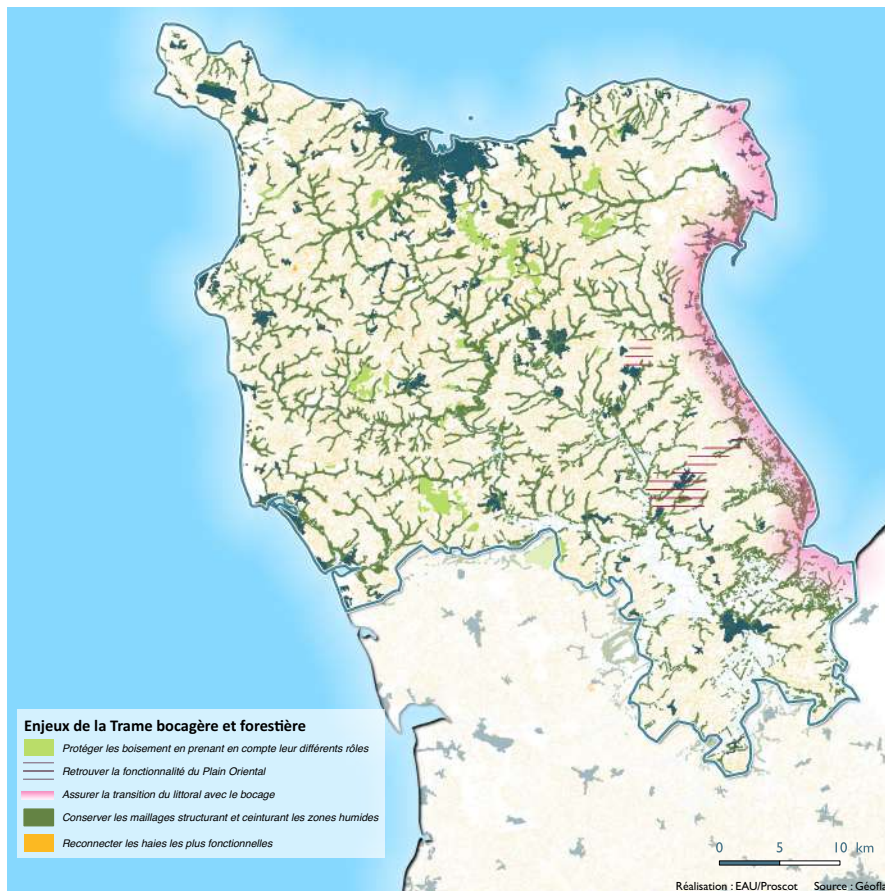 Enjeux de la Trame bocagère et forestière
Protéger les boisement en prenant en compte leur différents rôles
Retrouver la fonctionnalité du Plain Oriental
Assurer la transition du littoral avec le bocage
Conserver les maillages structurant et ceinturant les zones humides
Reconnecter les haies les plus fonctionnelles
0 5 10 km
Réalisation : EAU/Proscot Source : Géofla